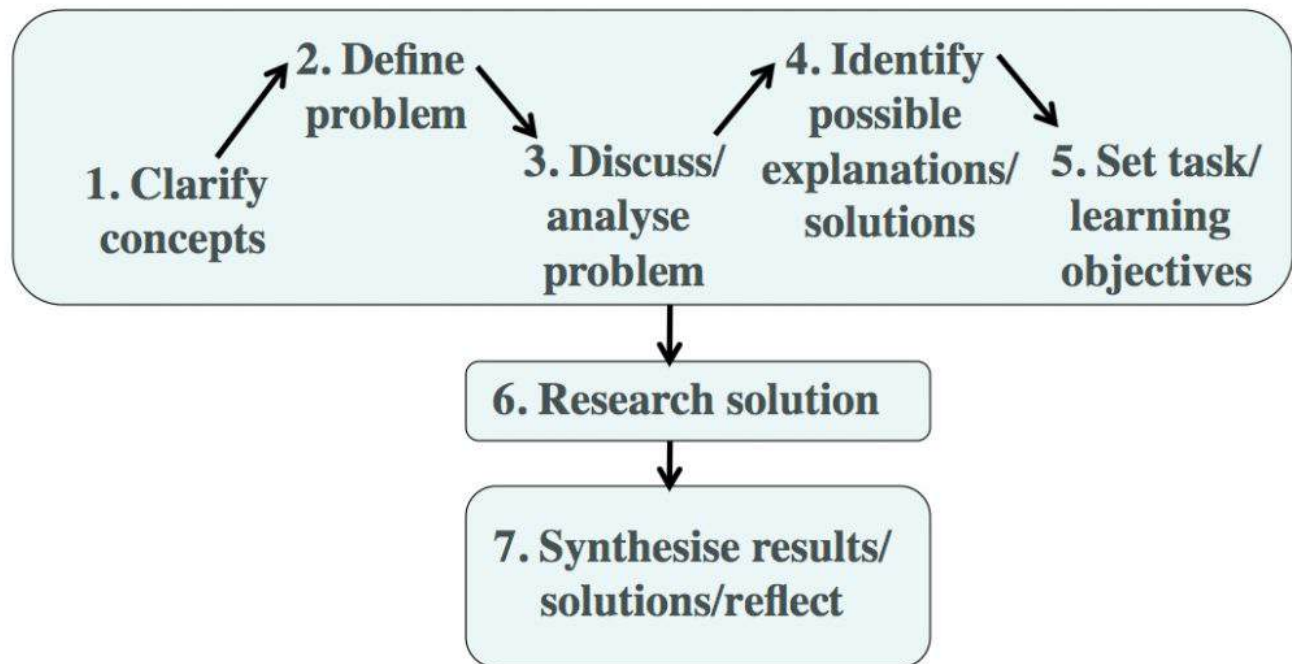 1. Clarify
concepts
2. Define
problem
3. Discuss/
analyse
problem
4. Identify
possible
explanations/
solutions
5. Set task/
learning
objectives
6. Research solution
7. Synthesise results/
solutions/reflect